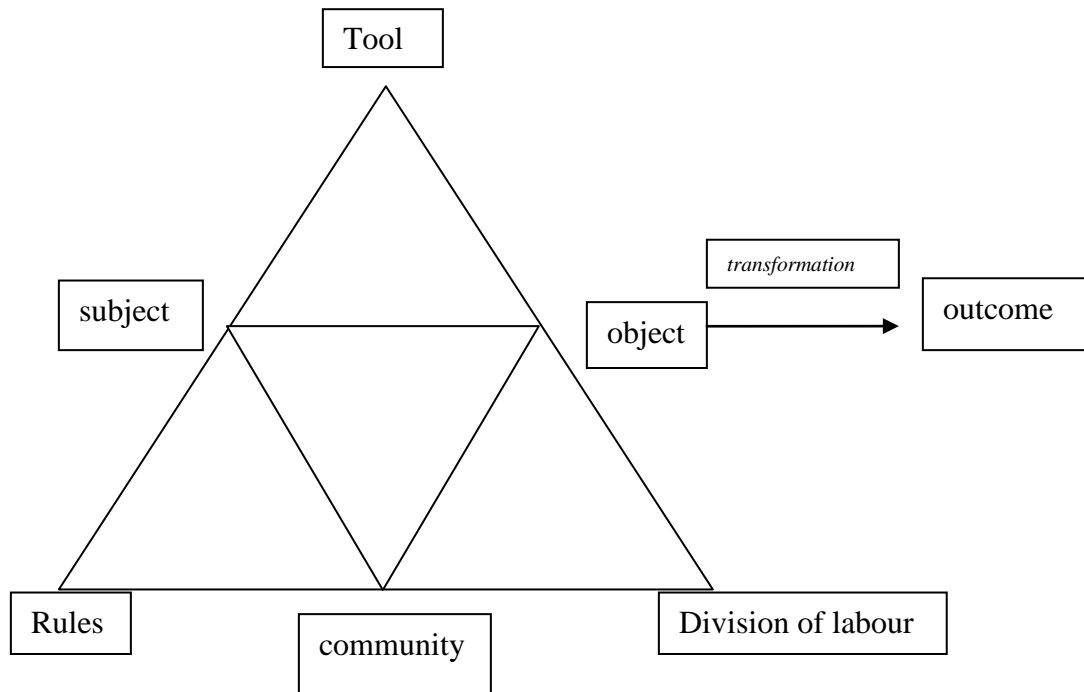 Tool
transformation
subject
object
outcome
Rules
community
Division of labour